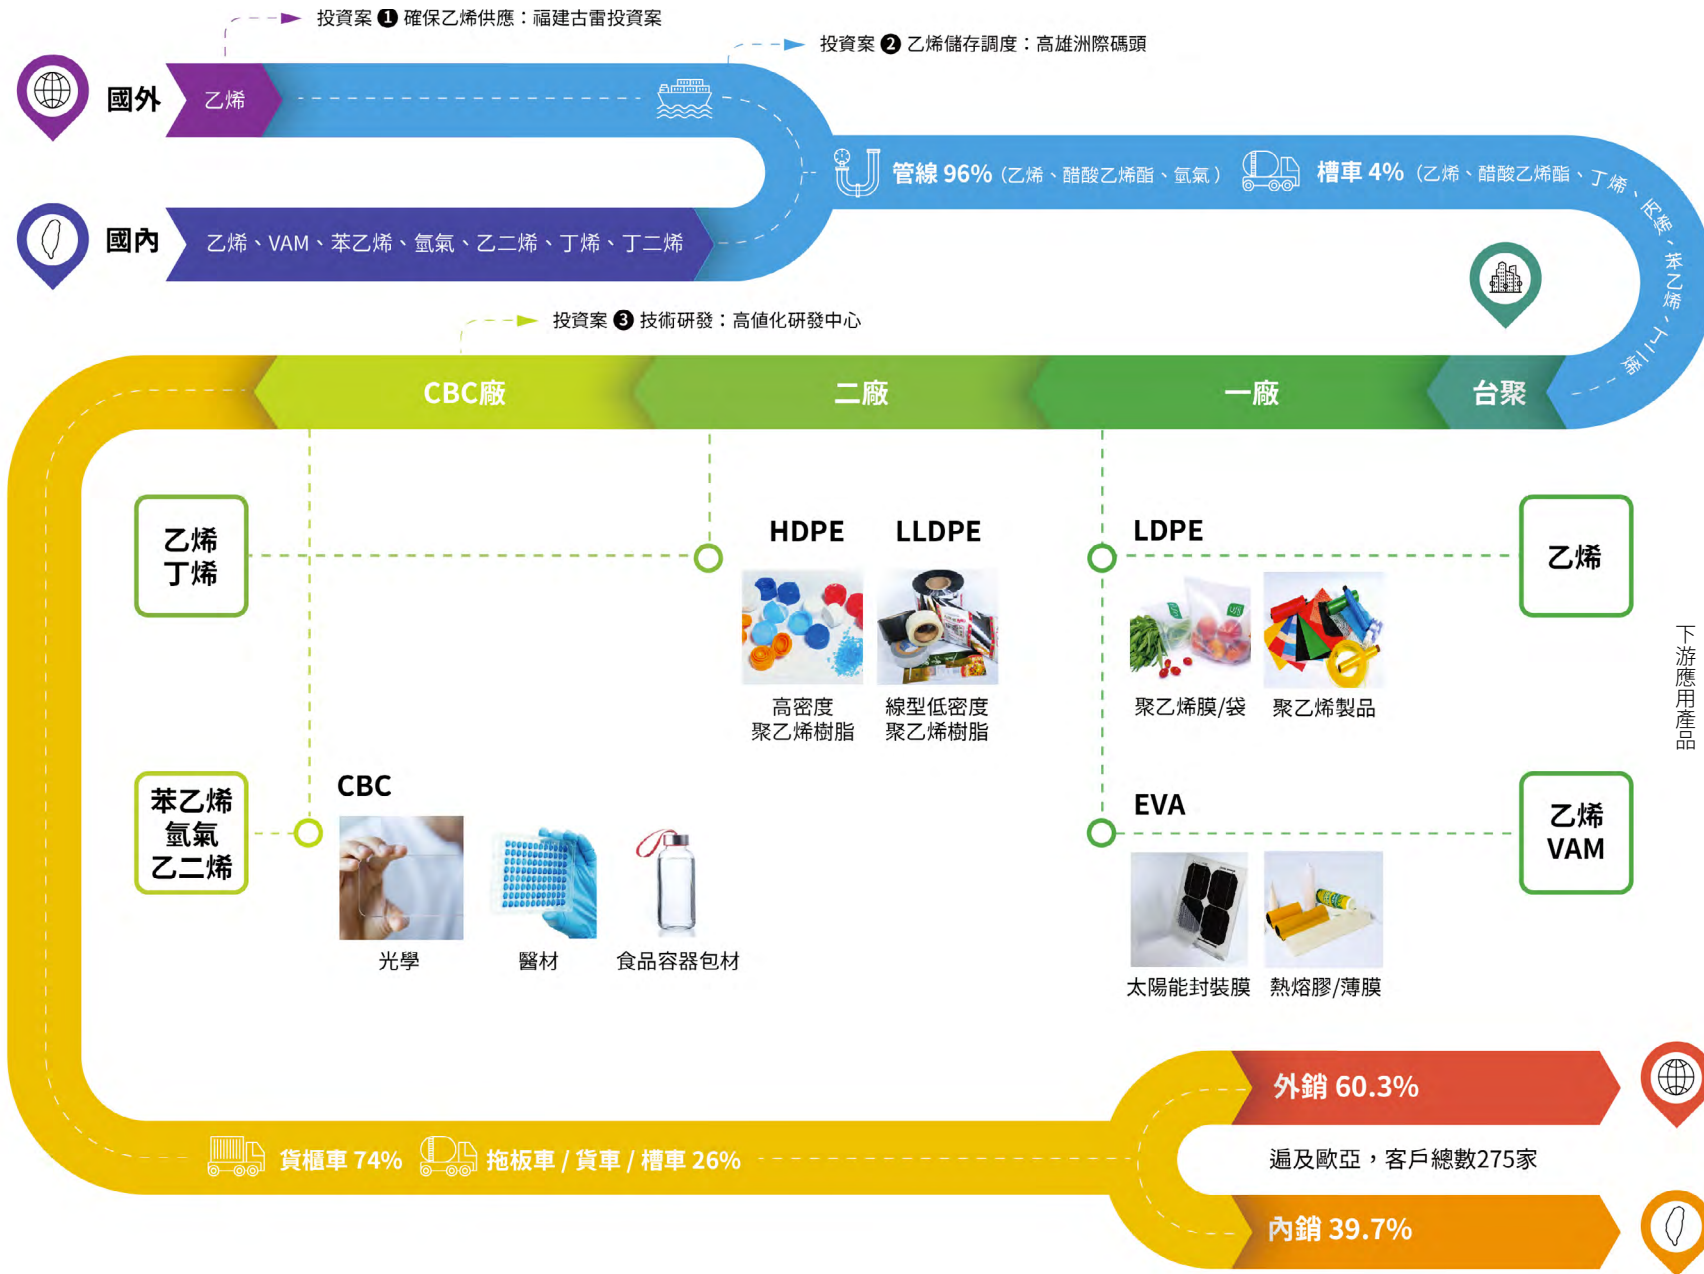 投資案 ❶ 確保乙烯供應：福建古雷投資案
投資案 ❷ 乙烯儲存調度：高雄洲際碼頭
國外
乙烯
管線 96%（乙烯、醋酸乙烯酯、氫氣）
槽車 4%（乙烯、醋酸乙烯酯、丁烯、丙烯、苯乙烯、丁二烯
國內
乙烯、VAM、苯乙烯、氫氣、乙二烯、丁烯、丁二烯
投資案 ❸ 技術研發：高值化研發中心
CBC廠
二廠
一廠
台聚
乙烯
丁烯
HDPE
LLDPE
LDPE
乙烯
高密度
聚乙烯樹脂
線型低密度
聚乙烯樹脂
聚乙烯膜/袋
聚乙烯製品
下游應用產品
苯乙烯
氫氣
乙二烯
CBC
EVA
乙烯
VAM
光學
醫材
食品容器包材
太陽能封裝膜
熱熔膠/薄膜
外銷 60.3%
貨櫃車 74%
拖板車 / 貨車 / 槽車 26%
遍及歐亞，客戶總數275家
內銷 39.7%